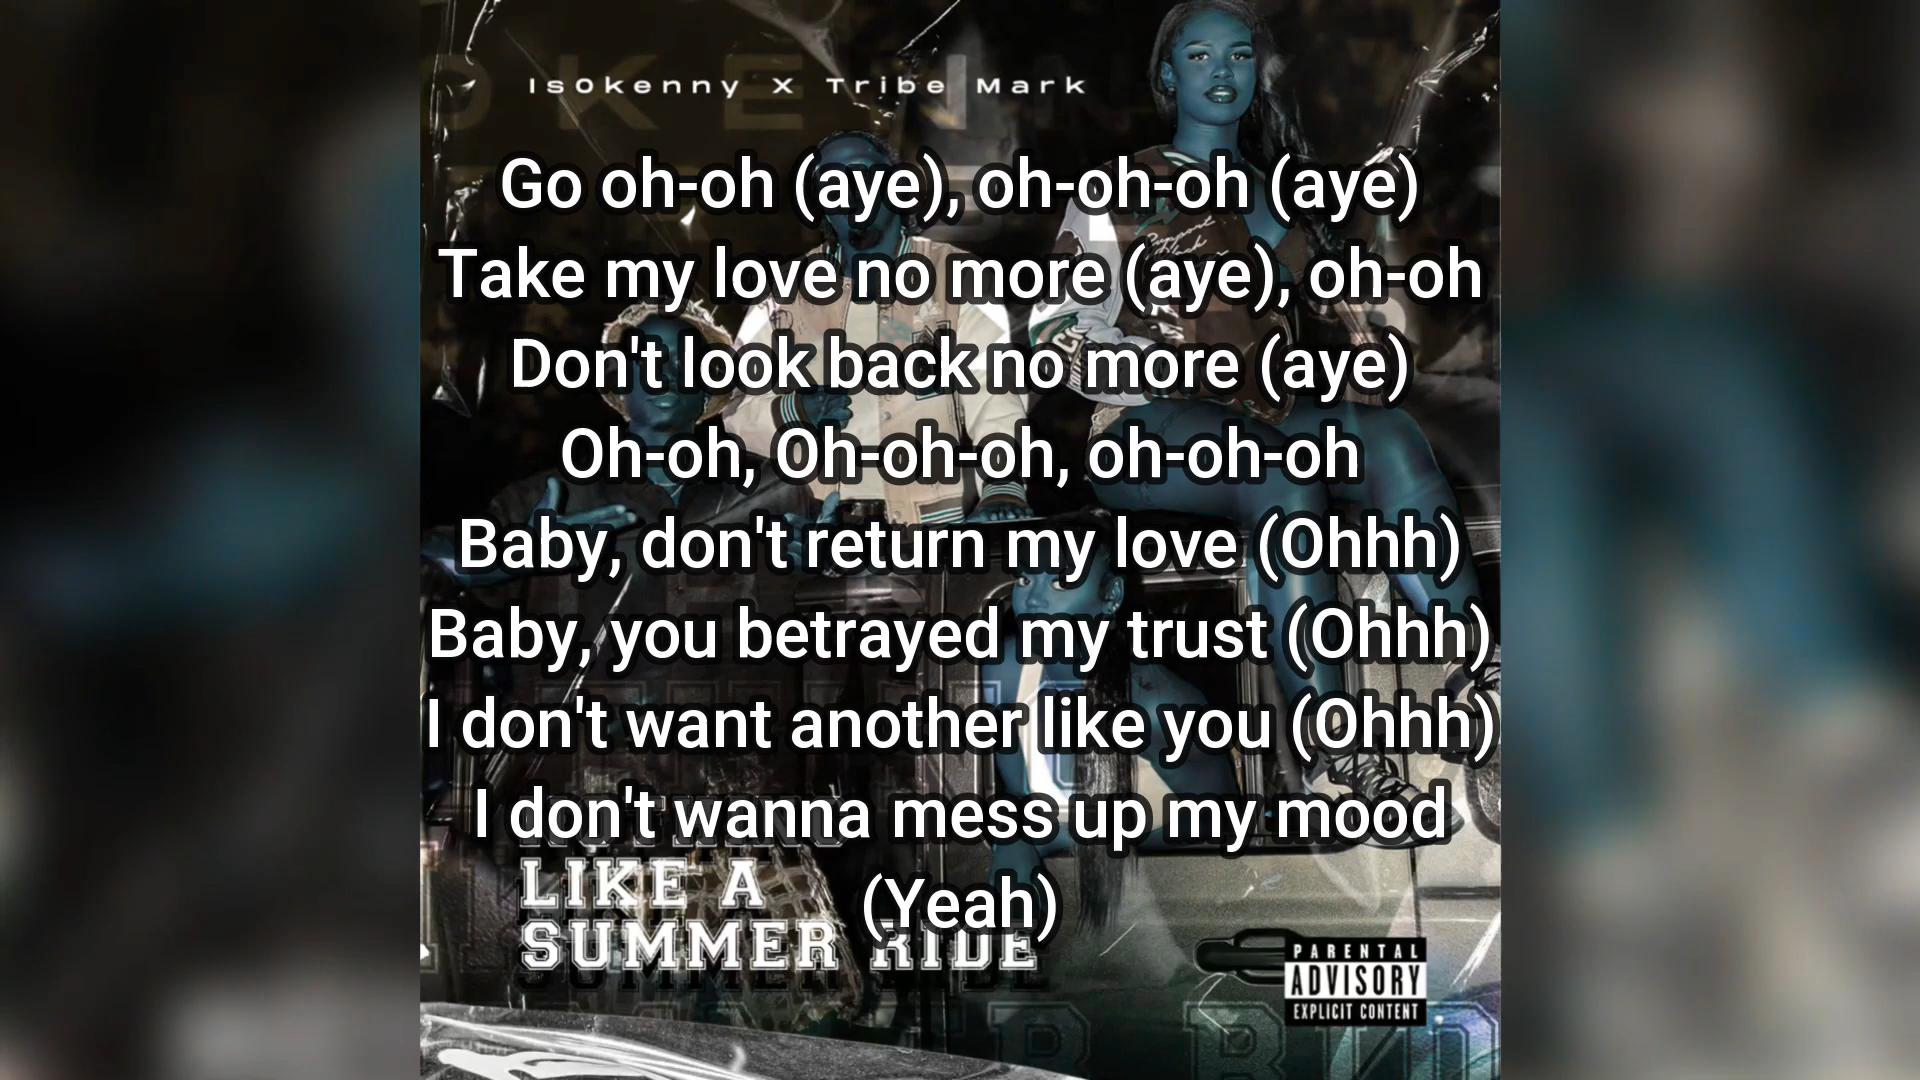 Is0kenny X Tribe Mark
Go oh-oh (aye), oh-oh-oh (aye)
Take my love no more (aye), oh-oh
Don't look back no more (aye)
Oh-oh, Oh-oh-oh, oh-oh-oh
Baby, don't return my love (Ohhh)
Baby, you betrayed my trust (Ohhh)
I don't want another like you (Ohhh)
I don't wanna mess up my mood
(Yeah)
LIKE A
SUMMER RIDE
PARENTAL
ADVISORY
EXPLICIT CONTENT